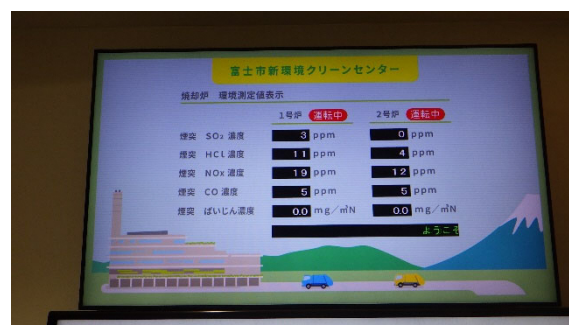 富士市新環境クリーンセンター
焼却炉 環境測定値表示
1号炉 運転中 2号炉 運転中
煙突 SO₂ 濃度 3 ppm 0 ppm
煙突 HCL 濃度 11 ppm 4 ppm
煙突 NOx 濃度 19 ppm 12 ppm
煙突 CO 濃度 5 ppm 5 ppm
煙突 ばいじん濃度 0.0 mg/㎥N 0.0 mg/㎥N
ようこそ